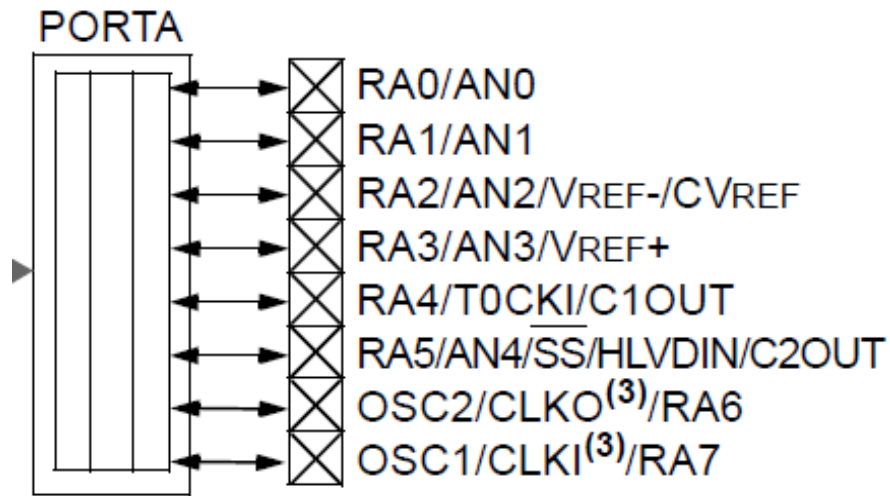 PORTA
RA0/AN0
RA1/AN1
RA2/AN2/VREF-/CVREF
RA3/AN3/VREF+
RA4/T0CKI/C1OUT
RA5/AN4/S̅S̅/HLVDIN/C2OUT
OSC2/CLKO(3)/RA6
OSC1/CLKI(3)/RA7